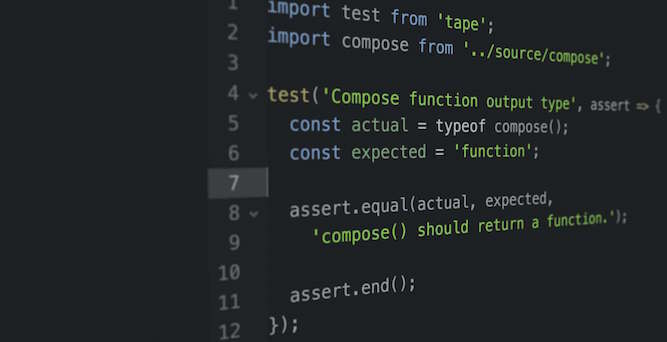 1 import test from 'tape';
2 import compose from '../source/compose';
3
4 test('Compose function output type', assert => {
5 const actual = typeof compose();
6 const expected = 'function';
7
8 assert.equal(actual, expected,
9 'compose() should return a function.');
10
11 assert.end();
12 });